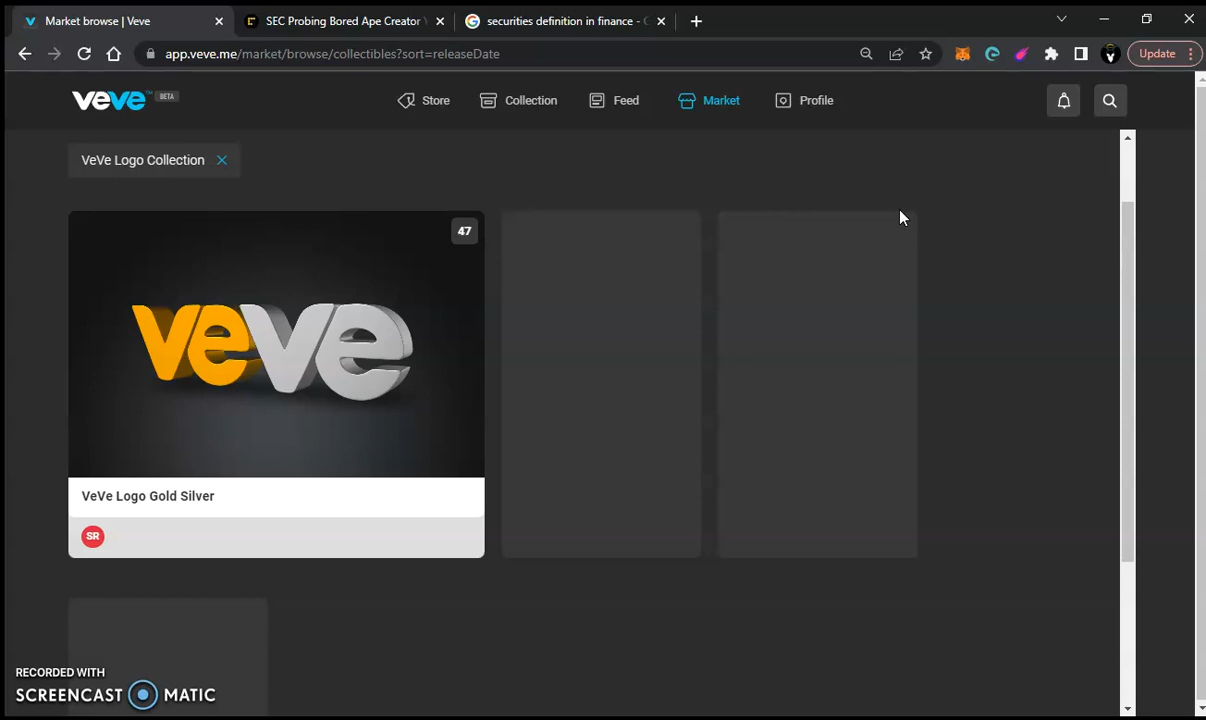 Market browse | Veve
SEC Probing Bored Ape Creator
securities definition in finance -
app.veve.me/market/browse/collectibles?sort=releaseDate
Update
veve
BETA
Store
Collection
Feed
Market
Profile
VeVe Logo Collection
47
veve
VeVe Logo Gold Silver
SR
RECORDED WITH
SCREENCAST MATIC